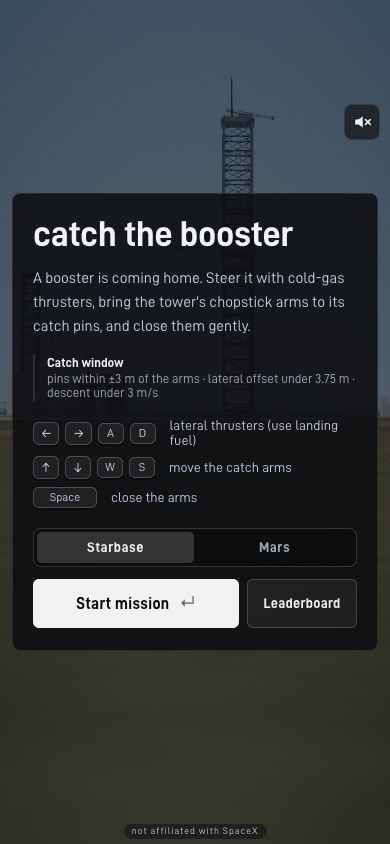 catch the booster
A booster is coming home. Steer it with cold-gas
thrusters, bring the tower's chopstick arms to its
catch pins, and close them gently.
Catch window
pins within ±3 m of the arms · lateral offset under 3.75 m ·
descent under 3 m/s
← → A D lateral thrusters (use landing
fuel)
↑ ↓ W S move the catch arms
Space close the arms
Starbase Mars
Start mission ↵ Leaderboard
not affiliated with SpaceX